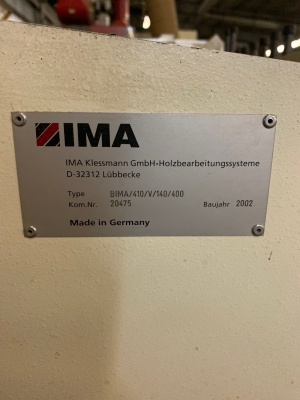 IMA
IMA Klessmann GmbH-Holzbearbeitungssysteme
D-32312 Lübbecke
Type BIMA/410/V/140/400
Kom.Nr. 20475 Baujahr 2002
Made in Germany